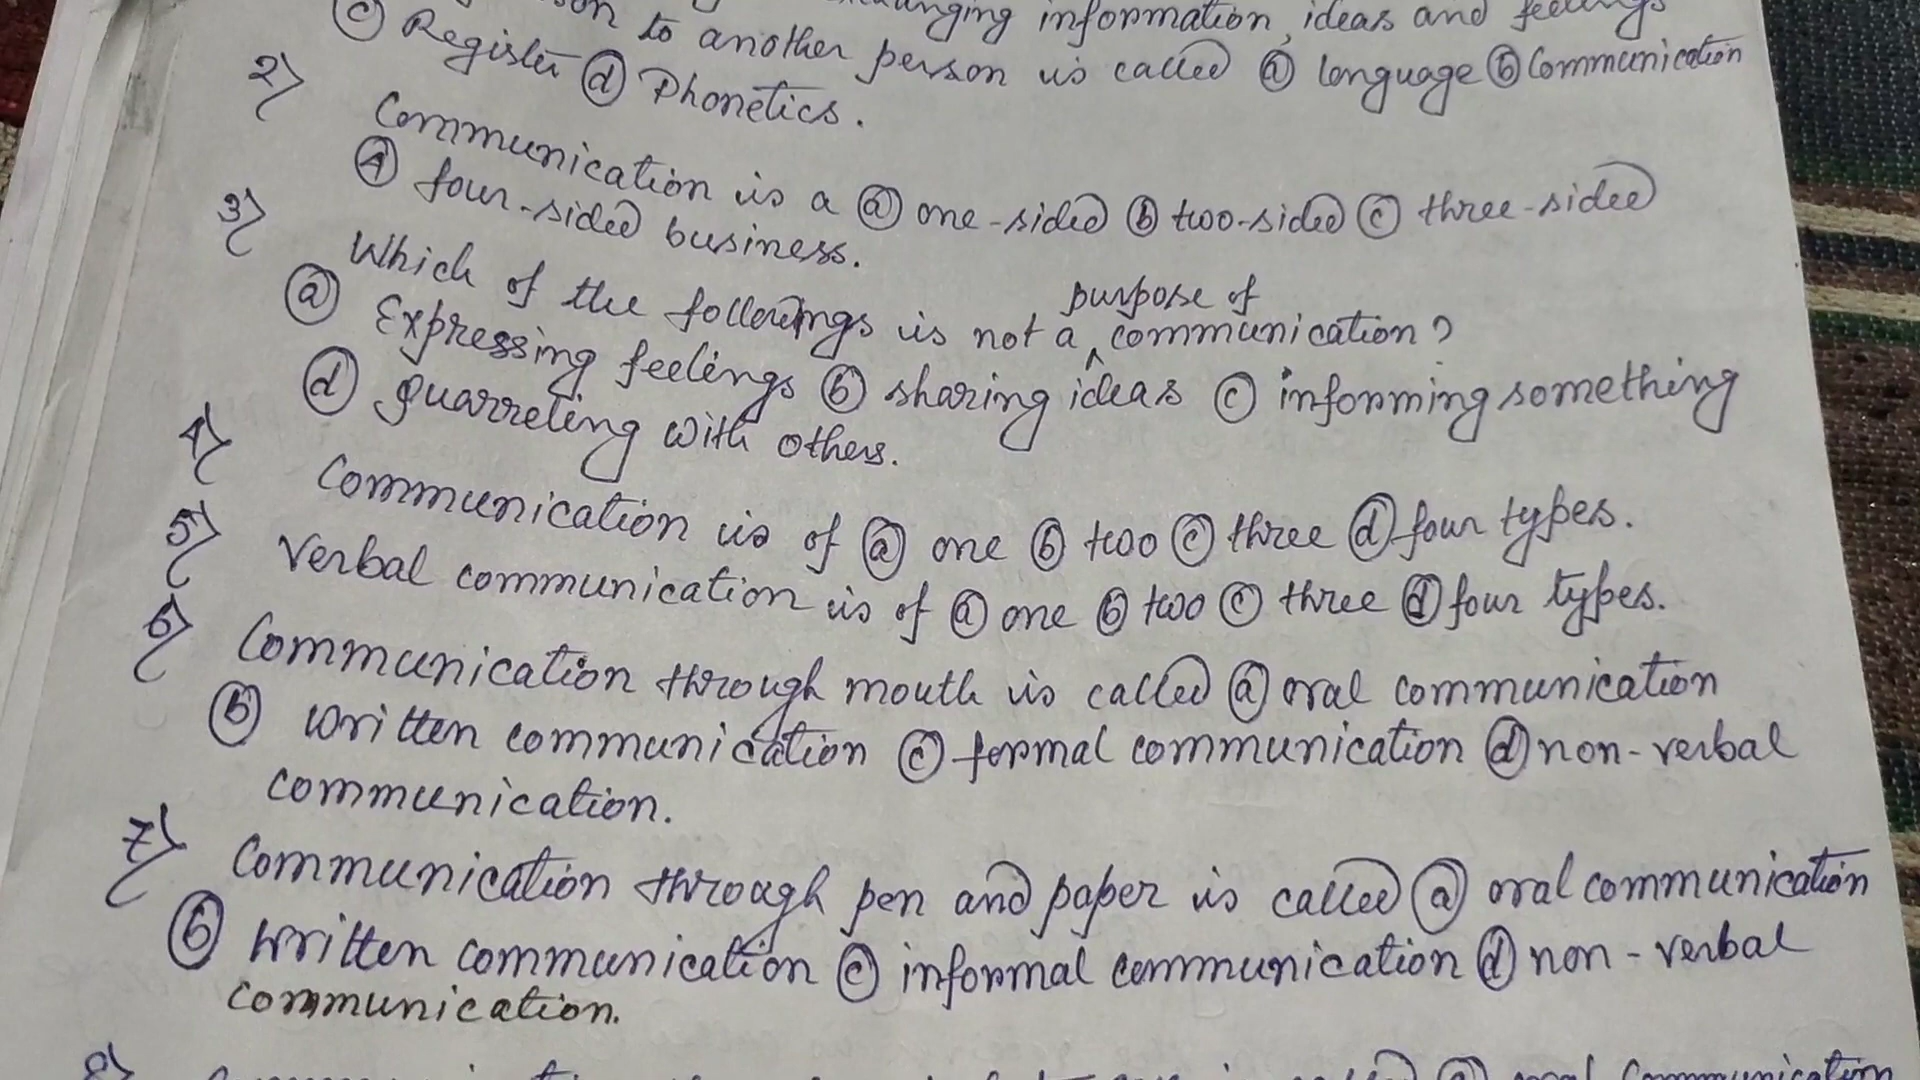 exchanging information, ideas and feelings
to another person is called ⓐ language ⓑ Communication
ⓒ Register ⓓ Phonetics.
2) Communication is a ⓐ one-sided ⓑ two-sided ⓒ three-sided
ⓓ four-sided business.
3) Which of the followings is not a purpose of communication?
ⓐ Expressing feelings ⓑ sharing ideas ⓒ informing something
ⓓ quarreling with others.
4) Communication is of ⓐ one ⓑ two ⓒ three ⓓ four types.
5) Verbal communication is of ⓐ one ⓑ two ⓒ three ⓓ four types.
6) Communication through mouth is called ⓐ oral communication
ⓑ written communication ⓒ formal communication ⓓ non-verbal
communication.
7) Communication through pen and paper is called ⓐ oral communication
ⓑ written communication ⓒ informal communication ⓓ non-verbal
communication.
8)